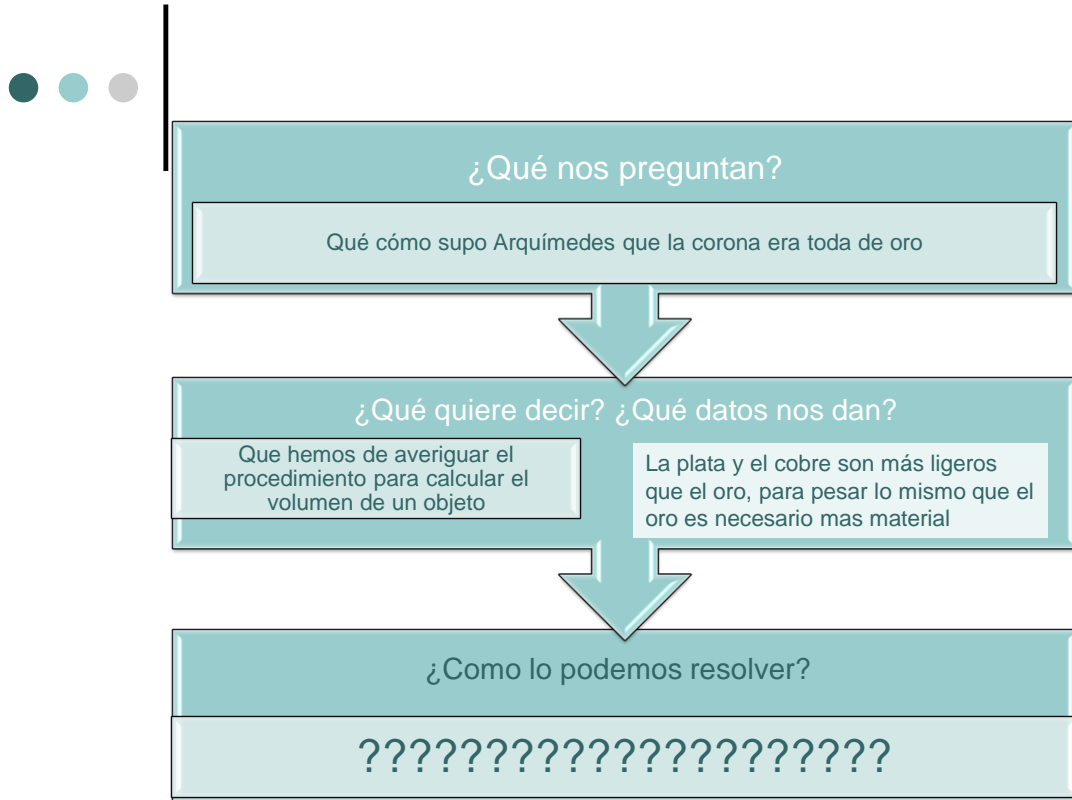 ¿Qué nos preguntan?
Qué cómo supo Arquímedes que la corona era toda de oro
¿Qué quiere decir? ¿Qué datos nos dan?
Que hemos de averiguar el
procedimiento para calcular el
volumen de un objeto
La plata y el cobre son más ligeros
que el oro, para pesar lo mismo que el
oro es necesario mas material
¿Como lo podemos resolver?
?????????????????????